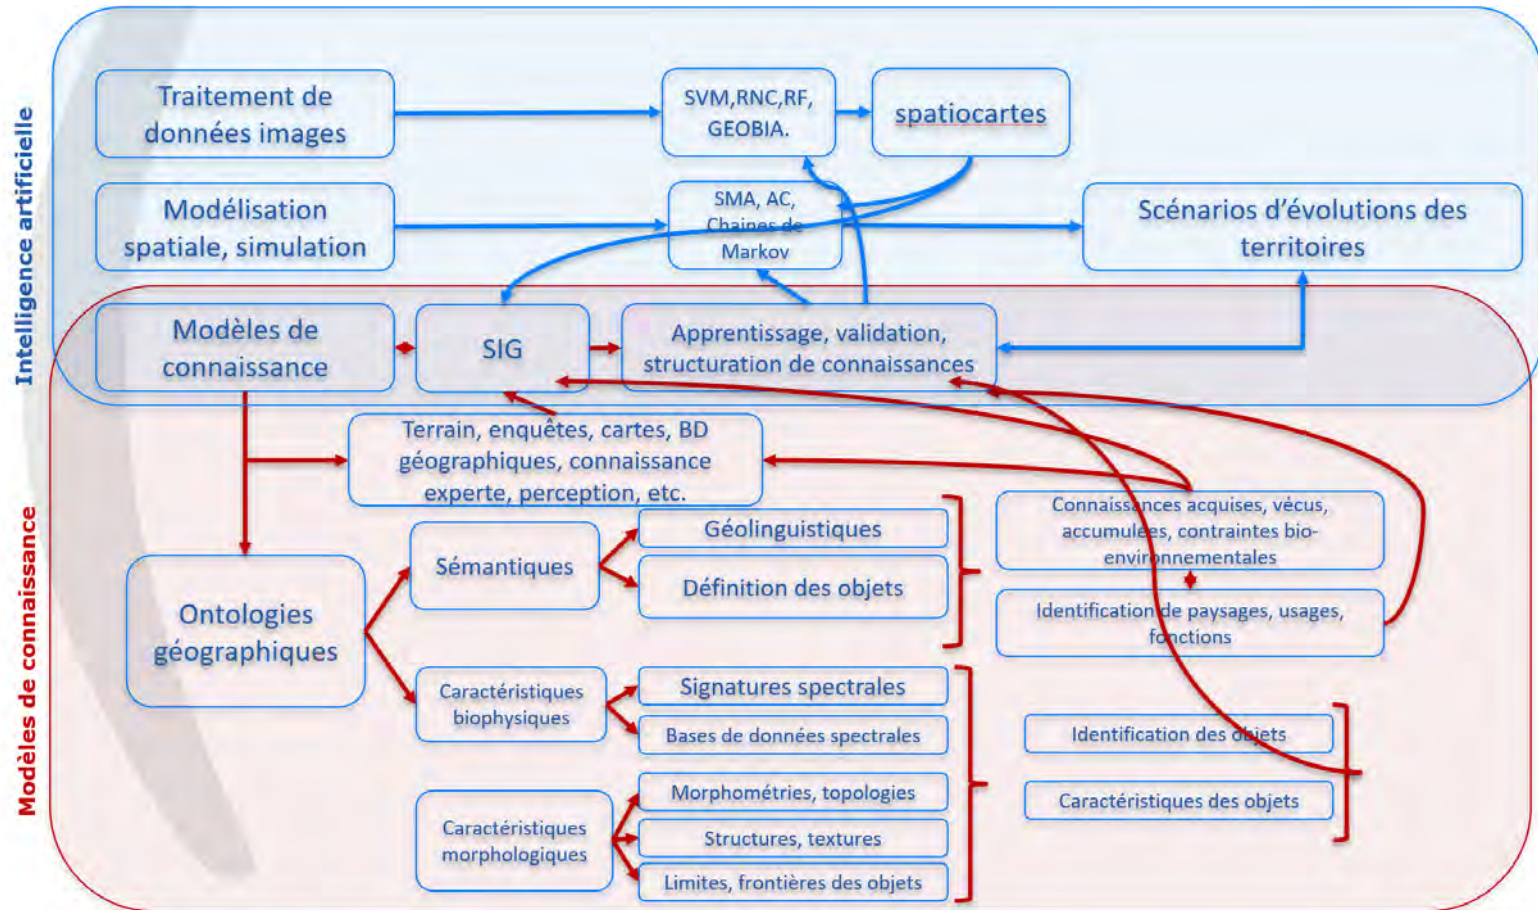 Intelligence artificielle
Traitement de
données images
SVM,RNC,RF,
GEOBIA.
spatiocartes
Modélisation
spatiale, simulation
SMA, AC,
Chaines de
Markov
Scénarios d'évolutions des
territoires
Modèles de
connaissance
SIG
Apprentissage, validation,
structuration de connaissances
Modèles de connaissance
Terrain, enquêtes, cartes, BD
géographiques, connaissance
experte, perception, etc.
Ontologies
géographiques
Sémantiques
Géolinguistiques
Définition des objets
Connaissances acquises, vécus,
accumulées, contraintes bio-
environnementales
Identification de paysages, usages,
fonctions
Caractéristiques
biophysiques
Signatures spectrales
Bases de données spectrales
Identification des objets
Caractéristiques des objets
Caractéristiques
morphologiques
Morphométries, topologies
Structures, textures
Limites, frontières des objets